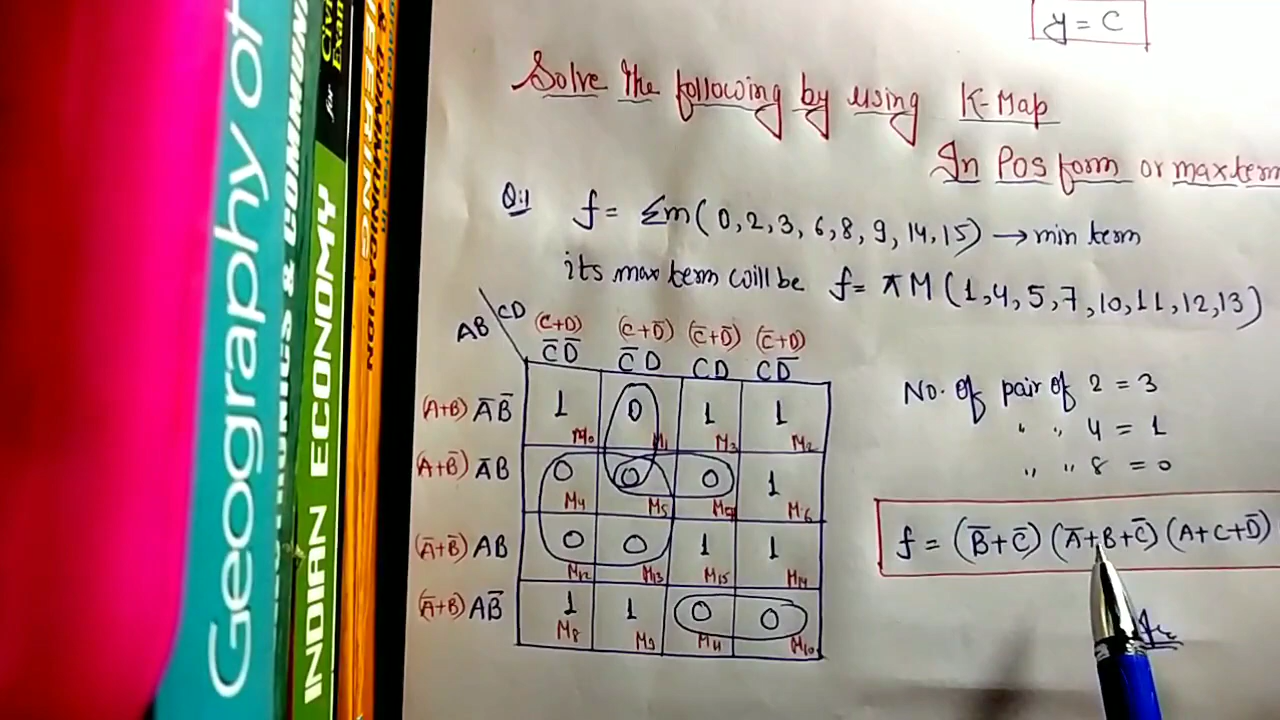 y = C
Solve the following by using K-Map
In Pos form or maxterm
Q:1 f = Σm( 0, 2, 3, 6, 8, 9, 14, 15) → min term
its max term will be f = πM (1, 4, 5, 7, 10, 11, 12, 13)
AB CD (C+D) (C+D̅) (C̅+D̅) (C̅+D)
C̅ D̅ C̅ D CD C D̅
(A+B) A̅ B̅ 1 M₀ 0 M₁ 1 M₃ 1 M₂
(A+B̅) A̅ B 0 M₄ 0 M₅ 0 M₇ 1 M₆
(A̅+B̅) AB 0 M₁₂ 0 M₁₃ 1 M₁₅ 1 M₁₄
(A̅+B) AB̅ 1 M₈ 1 M₉ 0 M₁₁ 0 M₁₀
No. of pair of 2 = 3
" " 4 = 1
" " 8 = 0
f = (B̅+C̅) (A̅+B+C̅) (A+C+D̅)
Geography of
INDIAN ECONOMY
for Civil